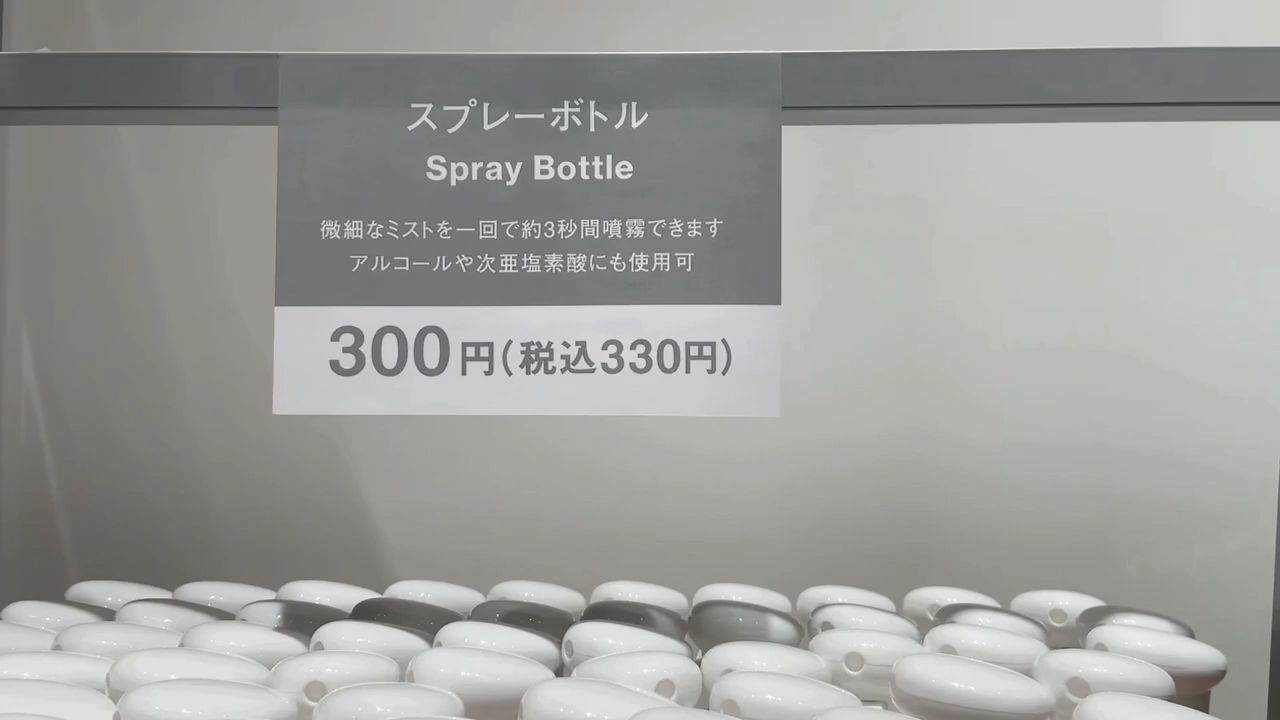 スプレーボトル
Spray Bottle
微細なミストを一回で約3秒間噴霧できます
アルコールや次亜塩素酸にも使用可
300円(税込330円)